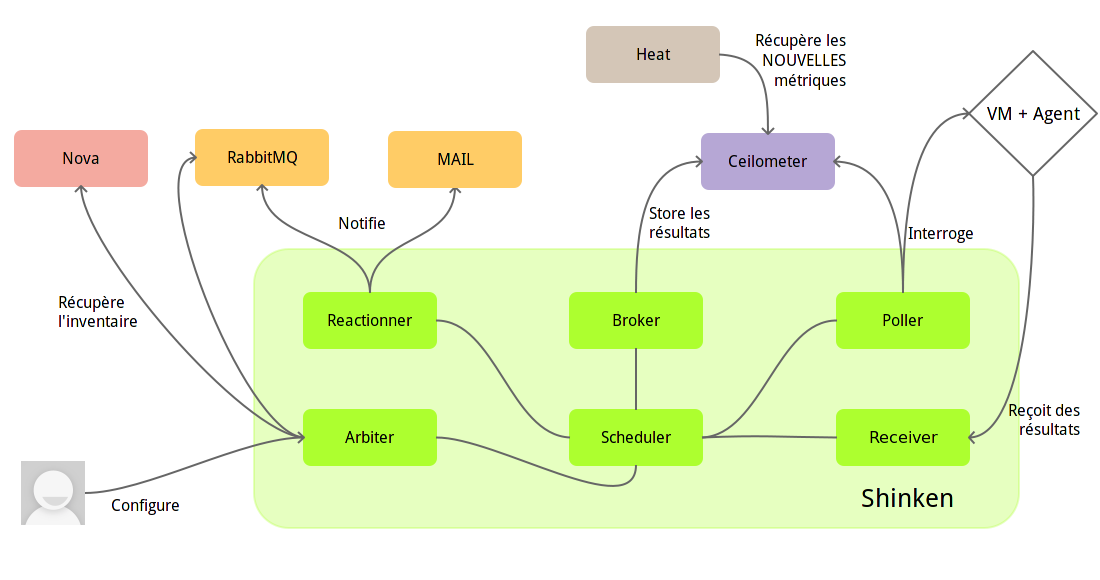 Heat
Récupère les
NOUVELLES
métriques
VM + Agent
Nova
RabbitMQ
MAIL
Ceilometer
Notifie
Store les
résultats
Interroge
Récupère
l'inventaire
Reactionner
Broker
Poller
Arbiter
Scheduler
Receiver
Reçoit des
résultats
Configure
Shinken